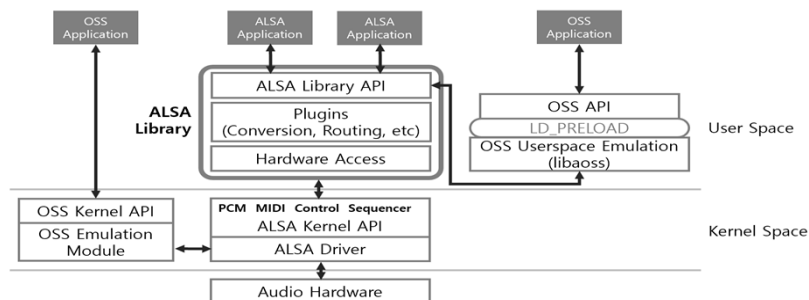 OSS
Application
ALSA
Application
ALSA
Application
OSS
Application
ALSA
Library
ALSA Library API
Plugins
(Conversion, Routing, etc)
Hardware Access
OSS API
LD_PRELOAD
OSS Userspace Emulation
(libaoss)
User Space
OSS Kernel API
OSS Emulation
Module
PCM MIDI Control Sequencer
ALSA Kernel API
ALSA Driver
Kernel Space
Audio Hardware